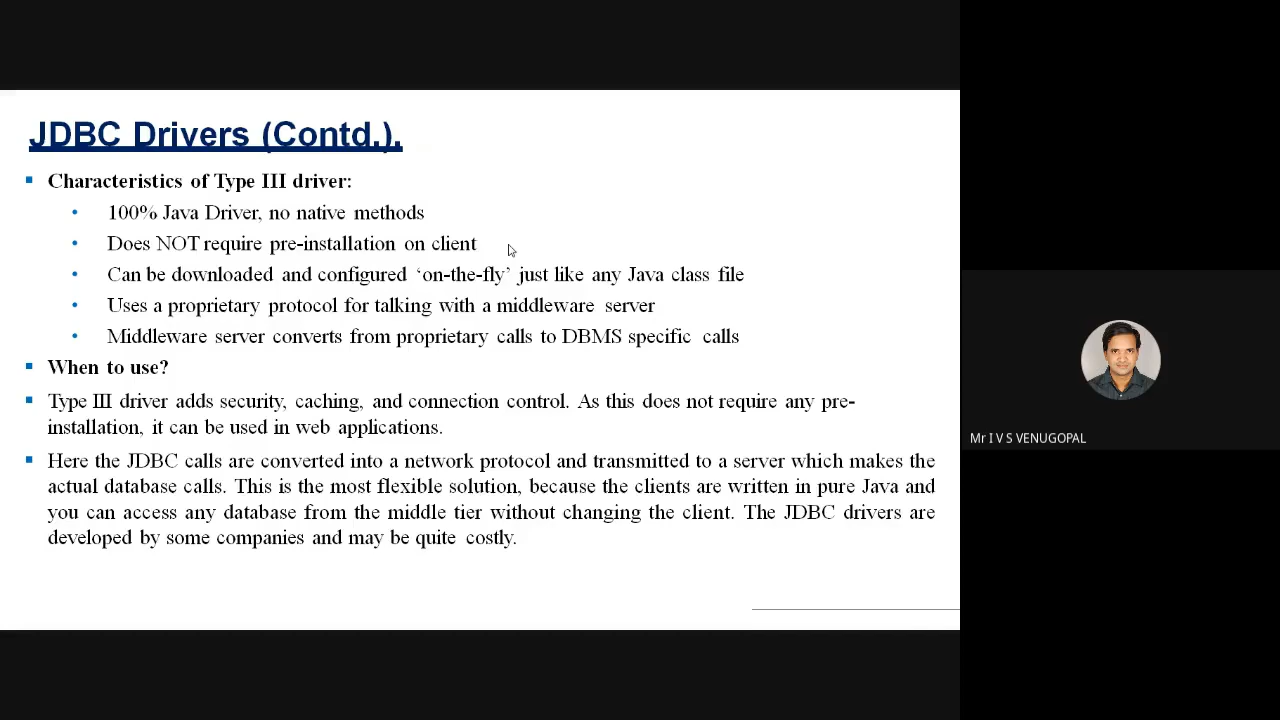 JDBC Drivers (Contd.).
Characteristics of Type III driver:
100% Java Driver, no native methods
Does NOT require pre-installation on client
Can be downloaded and configured ‘on-the-fly’ just like any Java class file
Uses a proprietary protocol for talking with a middleware server
Middleware server converts from proprietary calls to DBMS specific calls
When to use?
Type III driver adds security, caching, and connection control. As this does not require any pre-
installation, it can be used in web applications.
Here the JDBC calls are converted into a network protocol and transmitted to a server which makes the
actual database calls. This is the most flexible solution, because the clients are written in pure Java and
you can access any database from the middle tier without changing the client. The JDBC drivers are
developed by some companies and may be quite costly.
Mr I V S VENUGOPAL